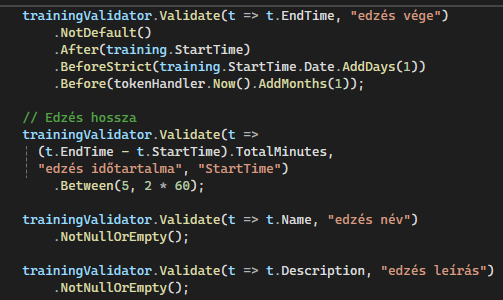 trainingValidator.Validate(t => t.EndTime, "edzés vége")
.NotDefault()
.After(training.StartTime)
.BeforeStrict(training.StartTime.Date.AddDays(1))
.Before(tokenHandler.Now().AddMonths(1));
// Edzés hossza
trainingValidator.Validate(t =>
(t.EndTime - t.StartTime).TotalMinutes,
"edzés időtartalma", "StartTime")
.Between(5, 2 * 60);
trainingValidator.Validate(t => t.Name, "edzés név")
.NotNullOrEmpty();
trainingValidator.Validate(t => t.Description, "edzés leírás")
.NotNullOrEmpty();